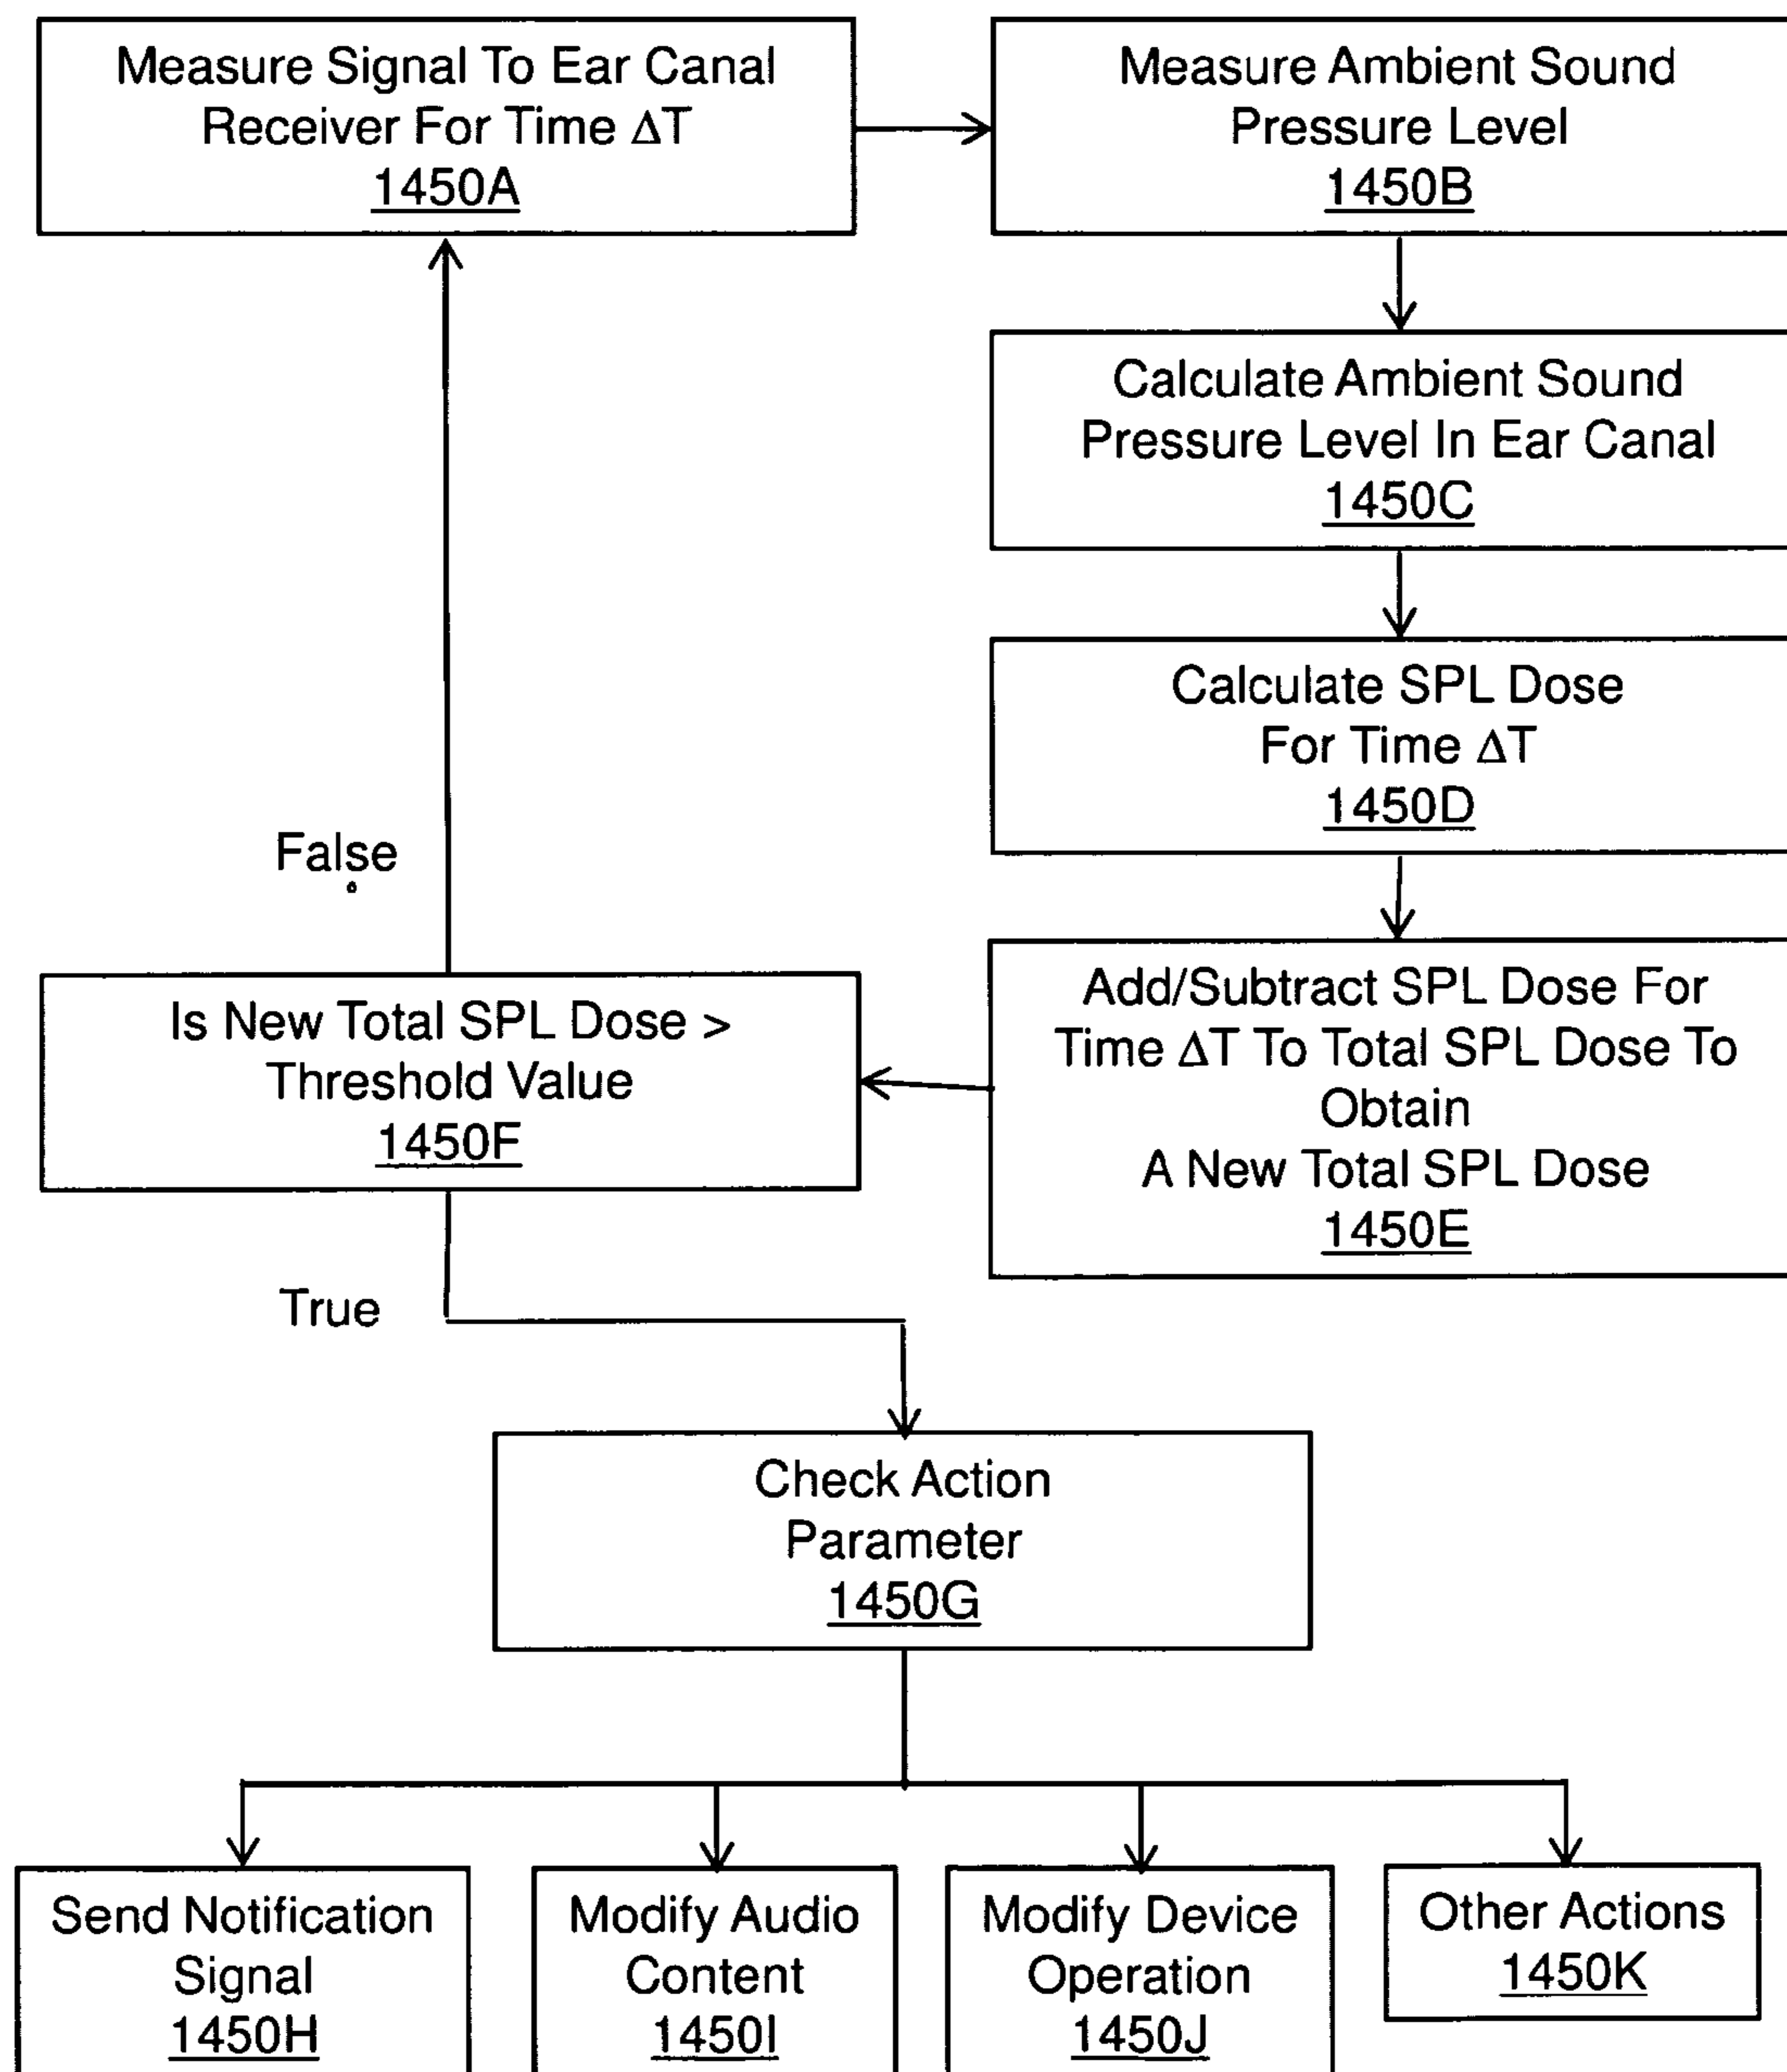 Measure Signal To Ear Canal
Receiver For Time ΔT
1450A
Measure Ambient Sound
Pressure Level
1450B
Calculate Ambient Sound
Pressure Level In Ear Canal
1450C
Calculate SPL Dose
For Time ΔT
1450D
False
Add/Subtract SPL Dose For
Time ΔT To Total SPL Dose To
Obtain
A New Total SPL Dose
1450E
Is New Total SPL Dose >
Threshold Value
1450F
True
Check Action
Parameter
1450G
Send Notification
Signal
1450H
Modify Audio
Content
1450I
Modify Device
Operation
1450J
Other Actions
1450K